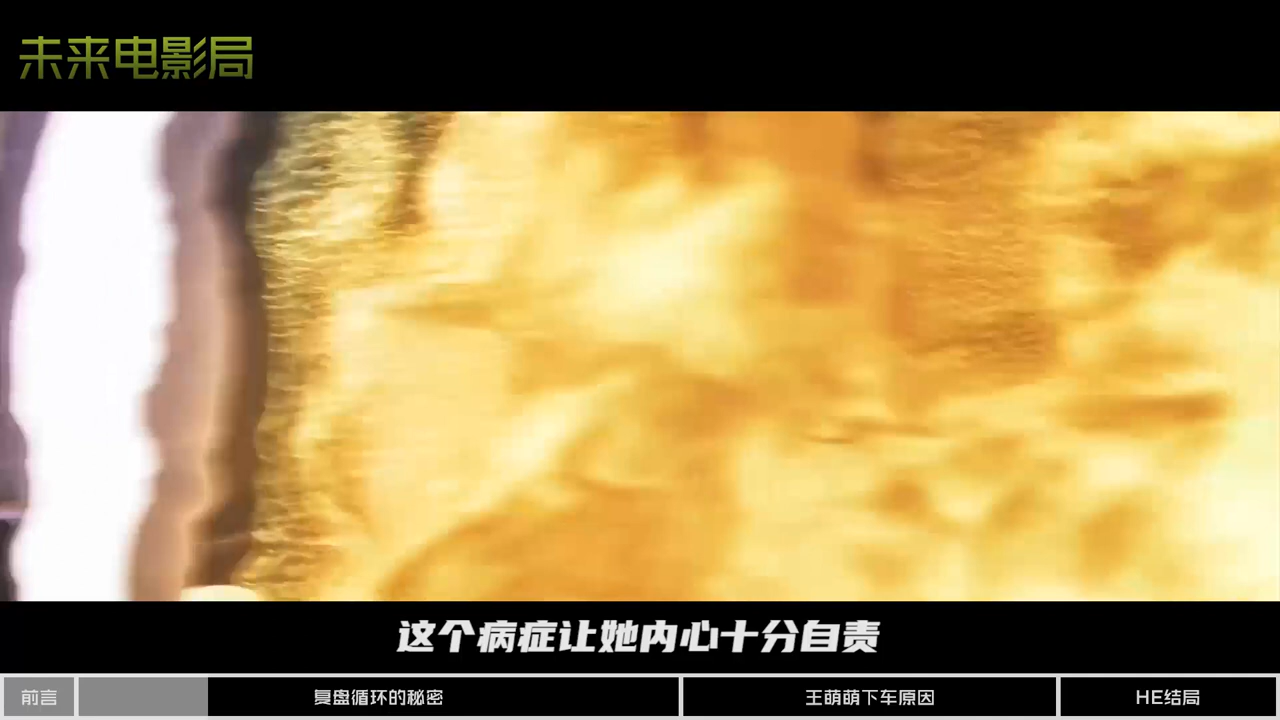 未来电影局
这个病症让她内心十分自责
前言
复盘循环的秘密
王萌萌下车原因
HE结局